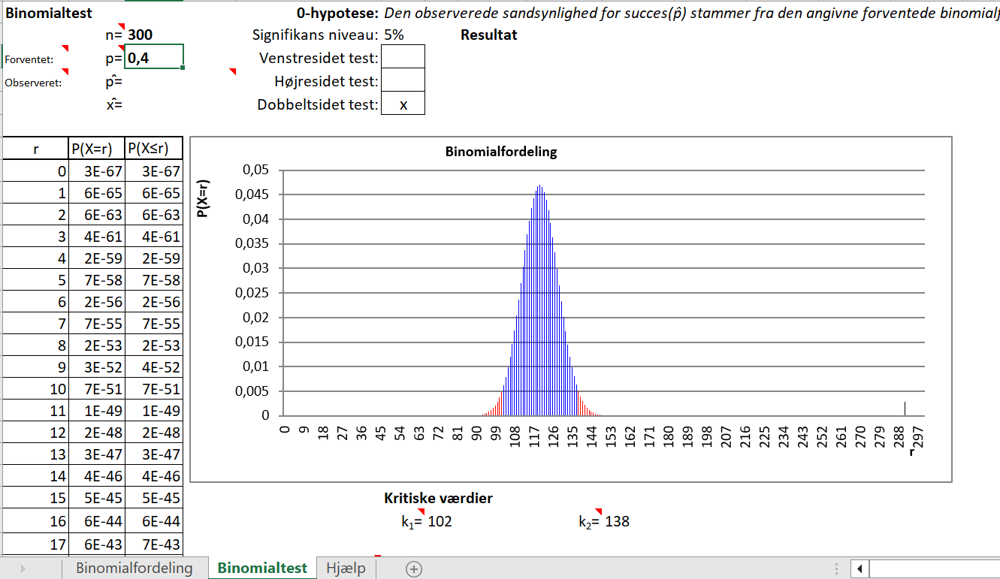 Binomialtest 0-hypotese: Den observerede sandsynlighed for succes(p̂) stammer fra den angivne forventede
n= 300 Signifikans niveau: 5% Resultat
Forventet: p= 0,4 Venstresidet test:
Observeret: p̂= Højresidet test:
x̂= Dobbeltsidet test: x
r P(X=r) P(X≤r)
0 3E-67 3E-67
1 6E-65 6E-65
2 6E-63 6E-63
3 4E-61 4E-61
4 2E-59 2E-59
5 7E-58 7E-58
6 2E-56 2E-56
7 7E-55 7E-55
8 2E-53 2E-53
9 3E-52 4E-52
10 7E-51 7E-51
11 1E-49 1E-49
12 2E-48 2E-48
13 3E-47 3E-47
14 4E-46 4E-46
15 5E-45 5E-45
16 6E-44 6E-44
17 6E-43 7E-43
Binomialfordeling
P(X=r)
0,05
0,045
0,04
0,035
0,03
0,025
0,02
0,015
0,01
0,005
0
0 9 18 27 36 45 54 63 72 81 90 99 108 117 126 135 144 153 162 171 180 189 198 207 216 225 234 243 252 261 270 279 288 297
r
Kritiske værdier
k₁= 102 k₂= 138
Binomialfordeling Binomialtest Hjælp